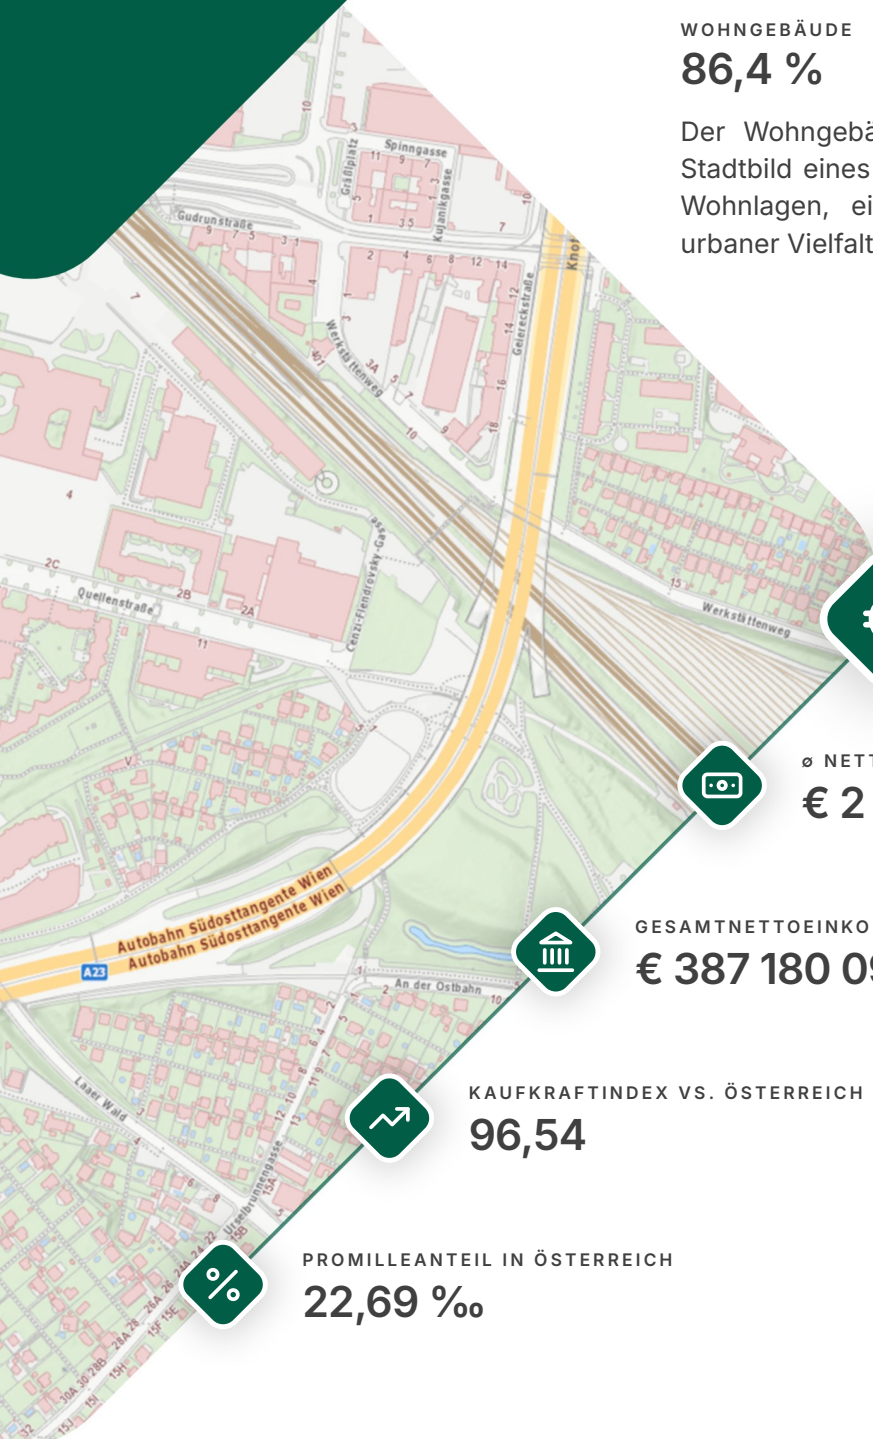 WOHNGEBÄUDE
86,4 %
Der Wohngebä
Stadtbild eines
Wohnlagen, ei
urbaner Vielfalt
Spinngasse
Gräßlplatz
Kujanikgasse
Gudrunstraße
Knot
Geiereckstraße
Werkstättenweg
Quellenstraße
Cenzi-Flendrovsky-Gass
Werkstättenweg
ø NETT
€ 2
Autobahn Südosttangente Wien
Autobahn Südosttangente Wien
A23
GESAMTNETTOEINKO
€ 387 180 09
An der Ostbahn
Laaer Wald
KAUFKRAFTINDEX VS. ÖSTERREICH
96,54
Urselbrunnengasse
PROMILLEANTEIL IN ÖSTERREICH
22,69 ‰